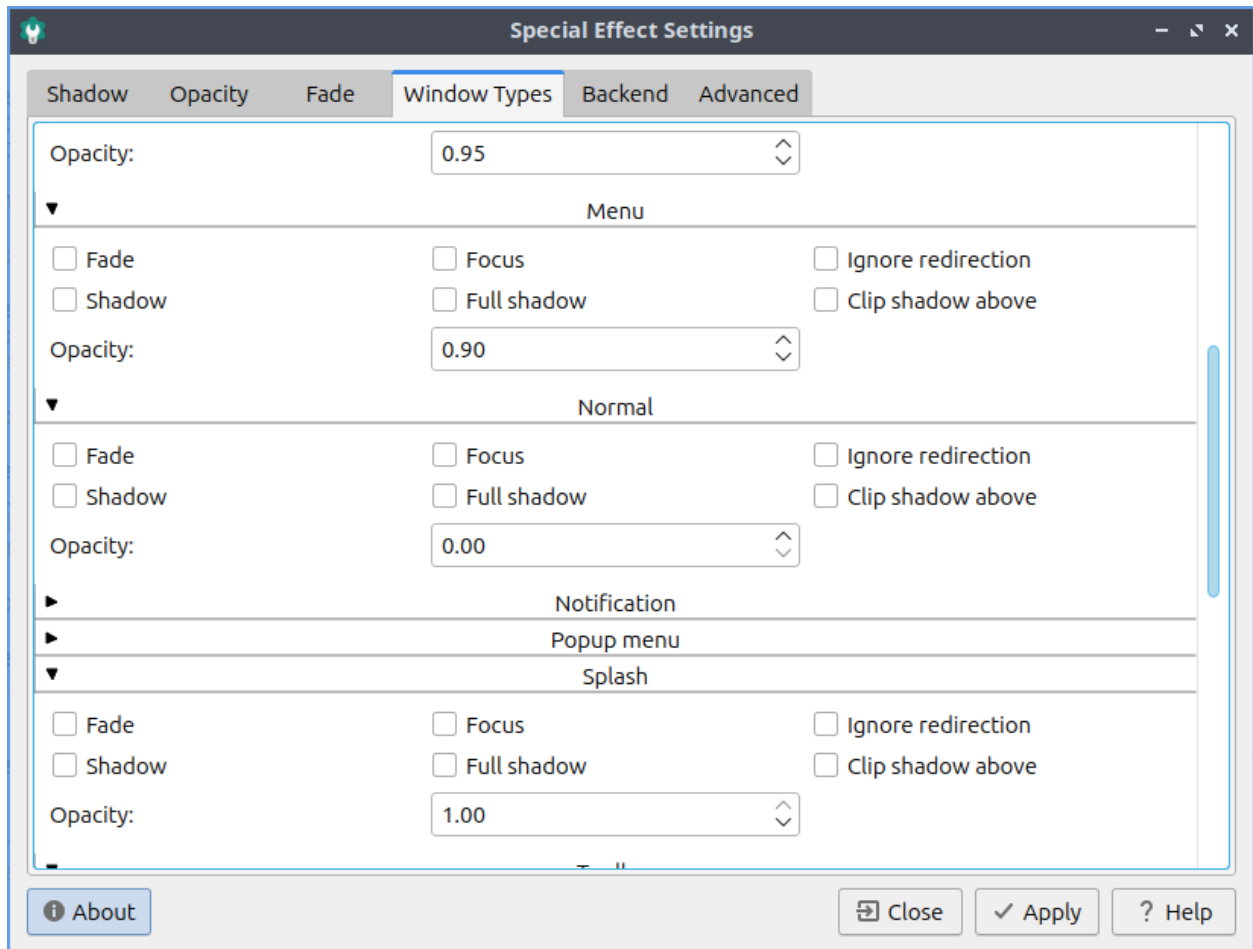 Special Effect Settings
Shadow Opacity Fade Window Types Backend Advanced
Opacity: 0.95
Menu
Fade Focus Ignore redirection
Shadow Full shadow Clip shadow above
Opacity: 0.90
Normal
Fade Focus Ignore redirection
Shadow Full shadow Clip shadow above
Opacity: 0.00
Notification
Popup menu
Splash
Fade Focus Ignore redirection
Shadow Full shadow Clip shadow above
Opacity: 1.00
About Close Apply ? Help